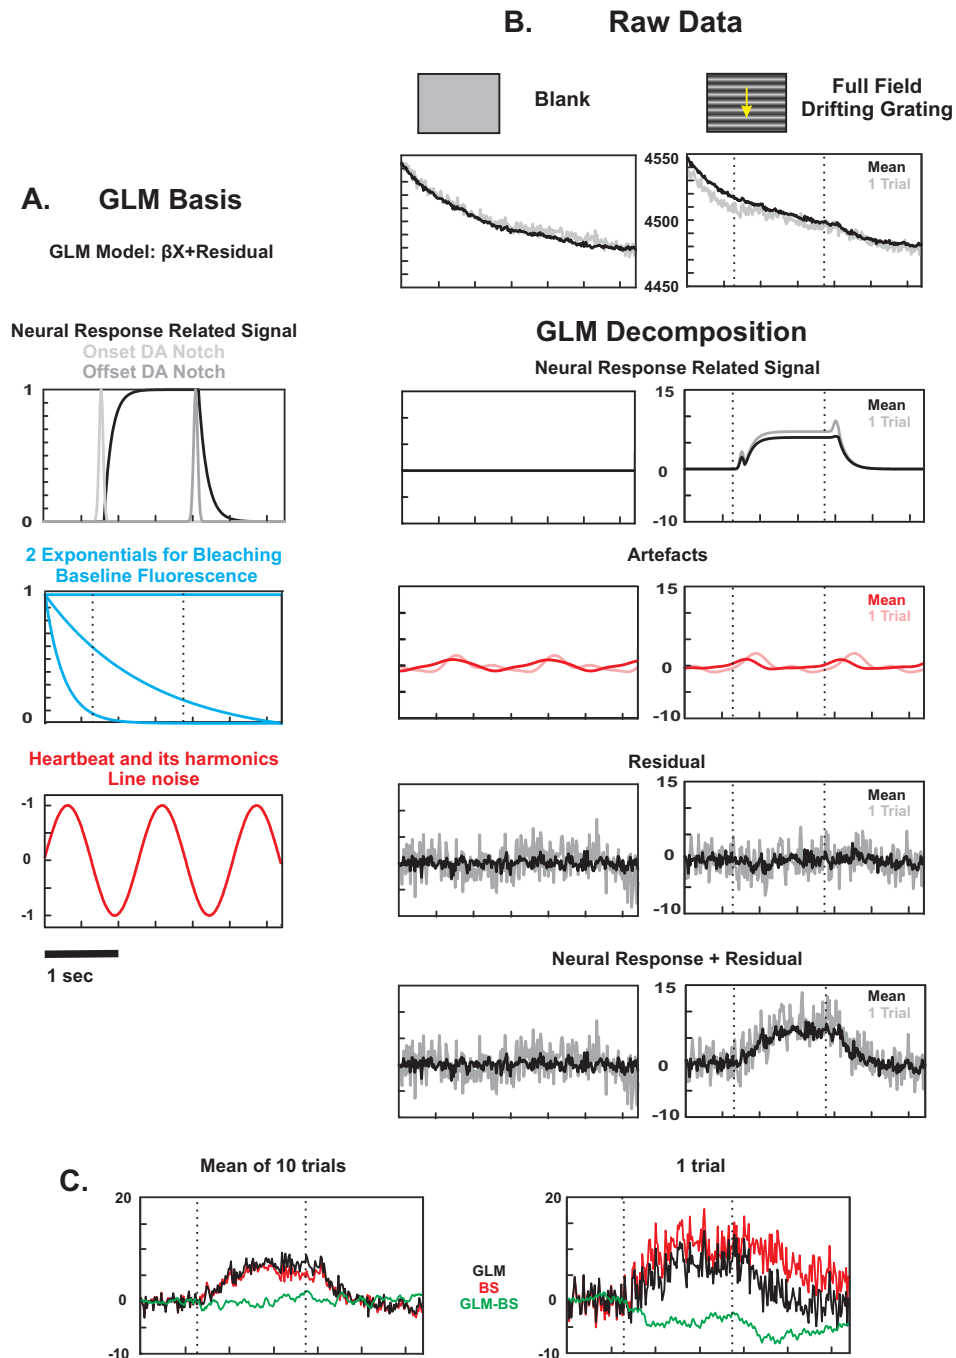 B. Raw Data
Blank
Full Field
Drifting Grating
4550
4500
4450
Mean
1 Trial
A. GLM Basis
GLM Model: βX+Residual
Neural Response Related Signal
Onset DA Notch
Offset DA Notch
1
0
2 Exponentials for Bleaching
Baseline Fluorescence
1
0
Heartbeat and its harmonics
Line noise
-1
0
-1
1 sec
GLM Decomposition
Neural Response Related Signal
15
0
-10
Mean
1 Trial
Artefacts
15
0
-10
Mean
1 Trial
Residual
15
0
-10
Mean
1 Trial
Neural Response + Residual
15
0
-10
Mean
1 Trial
C.
Mean of 10 trials
20
0
-10
GLM
BS
GLM-BS
1 trial
20
0
-10